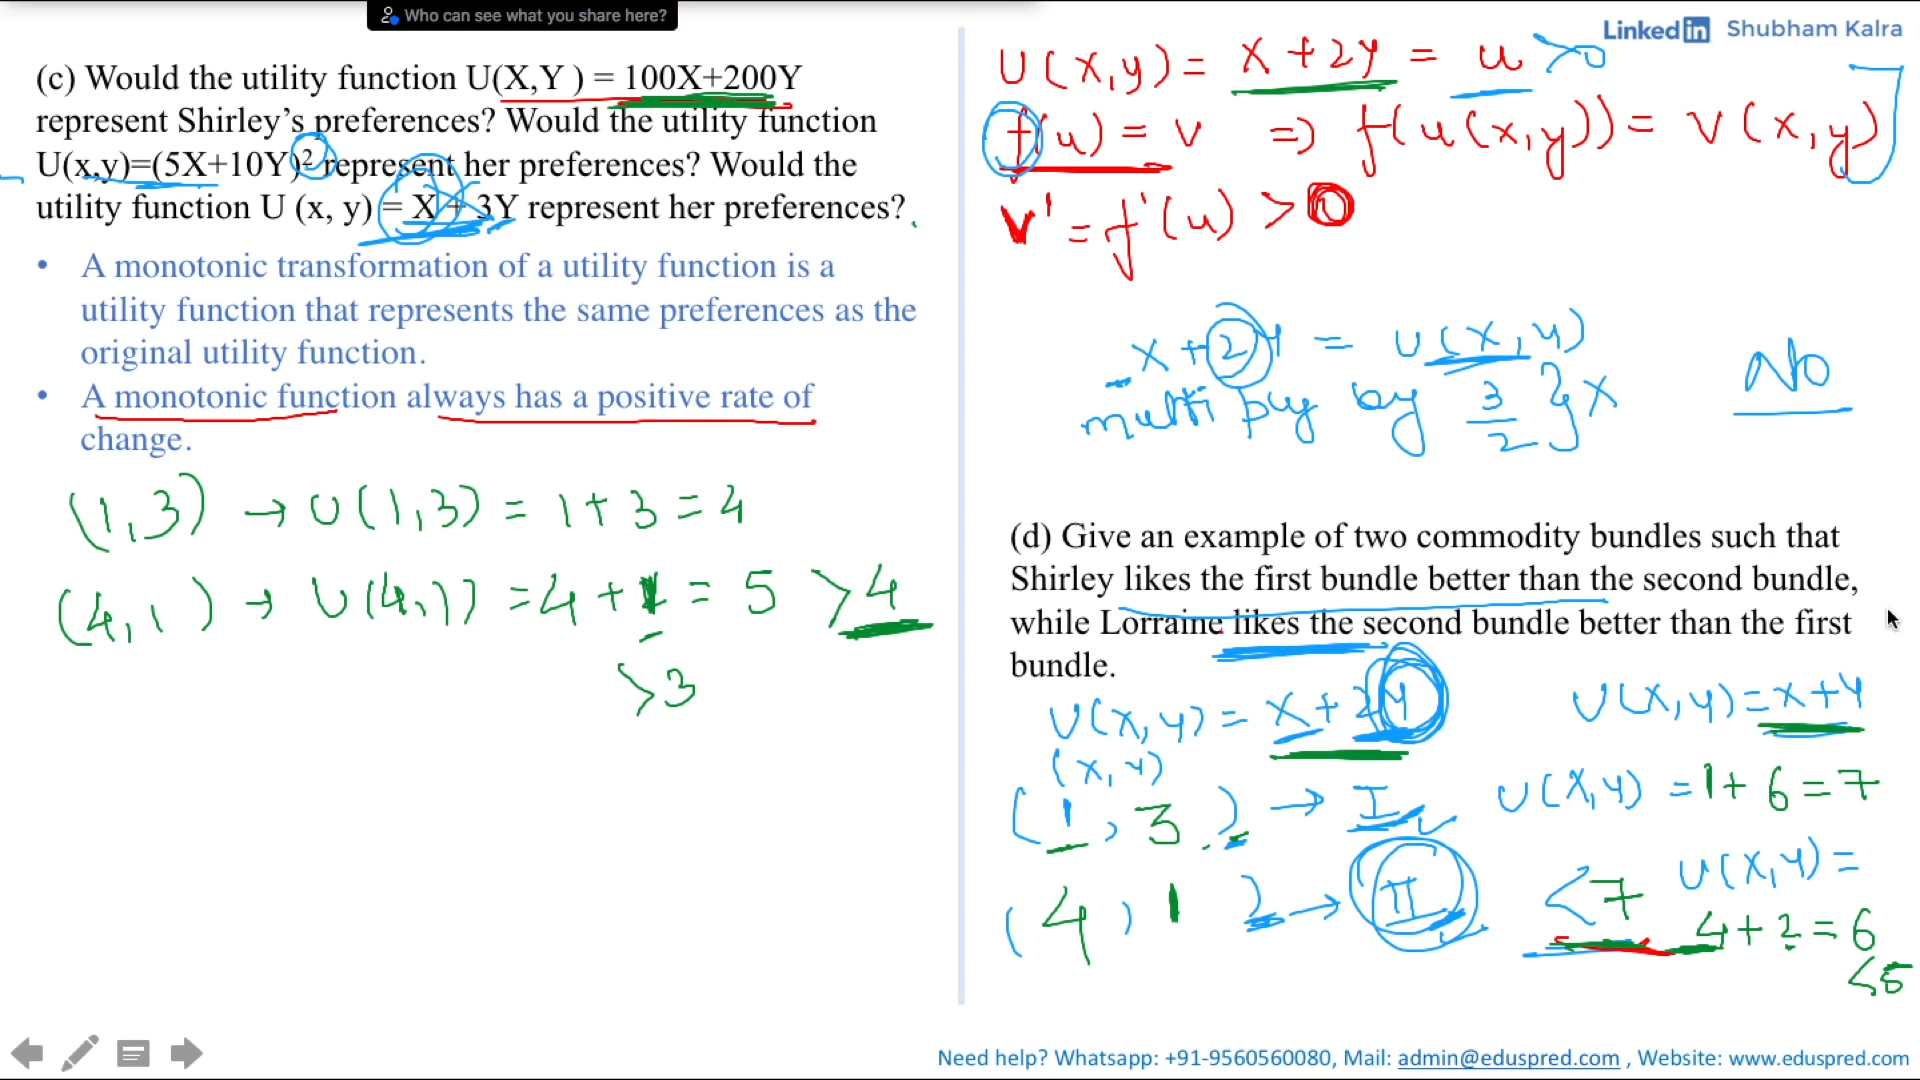 Who can see what you share here?
Linked in Shubham Kalra
(c) Would the utility function U(X,Y ) = 100X+200Y
represent Shirley's preferences? Would the utility function
U(x,y)=(5X+10Y)² represent her preferences? Would the
utility function U (x, y) = X + 3Y represent her preferences?
• A monotonic transformation of a utility function is a
utility function that represents the same preferences as the
original utility function.
• A monotonic function always has a positive rate of
change.
(1,3) → U(1,3) = 1+3 = 4
(4,1) → U(4,1) = 4+1 = 5 >4
>3
U(x,y) = x+2y = u >0
f(u) = v => f(u(x,y)) = v(x,y)
v' = f'(u) > 0
x+2y = U(x,y)
multiply by 3/2 } x
No
(d) Give an example of two commodity bundles such that
Shirley likes the first bundle better than the second bundle,
while Lorraine likes the second bundle better than the first
bundle.
U(x,y) = x+2y U(x,y) = x+y
(x,y)
(1, 3) → I U(x,y) = 1+6=7
(4, 1) → II <7 U(x,y) =
4+2=6
Need help? Whatsapp: +91-9560560080, Mail: admin@eduspred.com , Website: www.eduspred.com